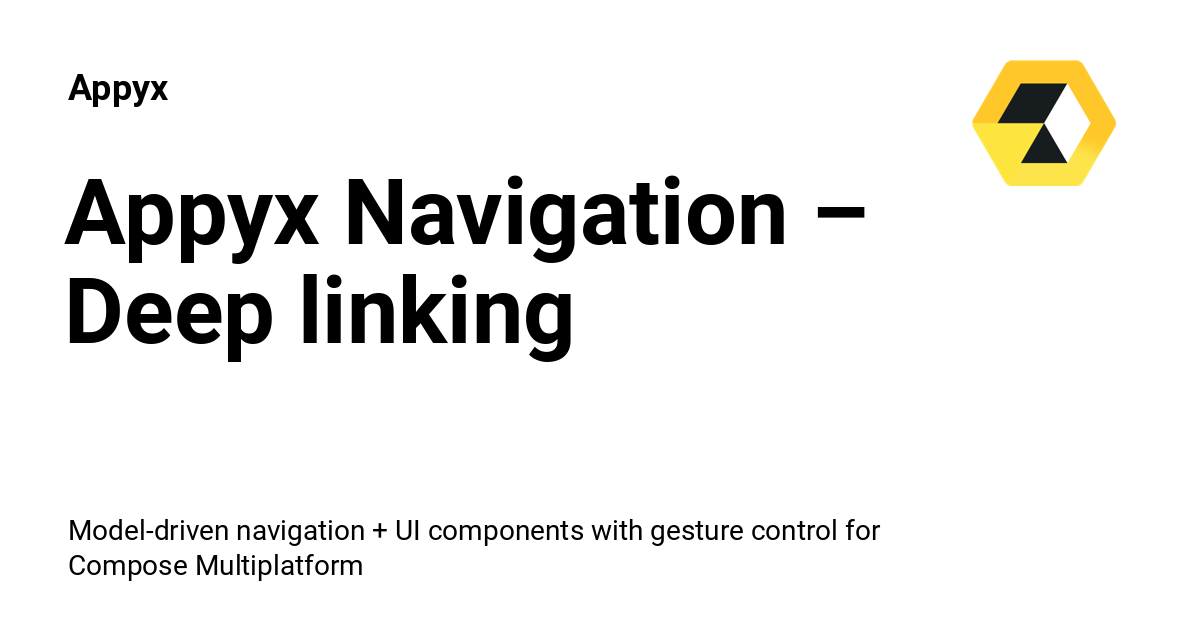 Appyx
Appyx Navigation –
Deep linking
Model-driven navigation + UI components with gesture control for
Compose Multiplatform